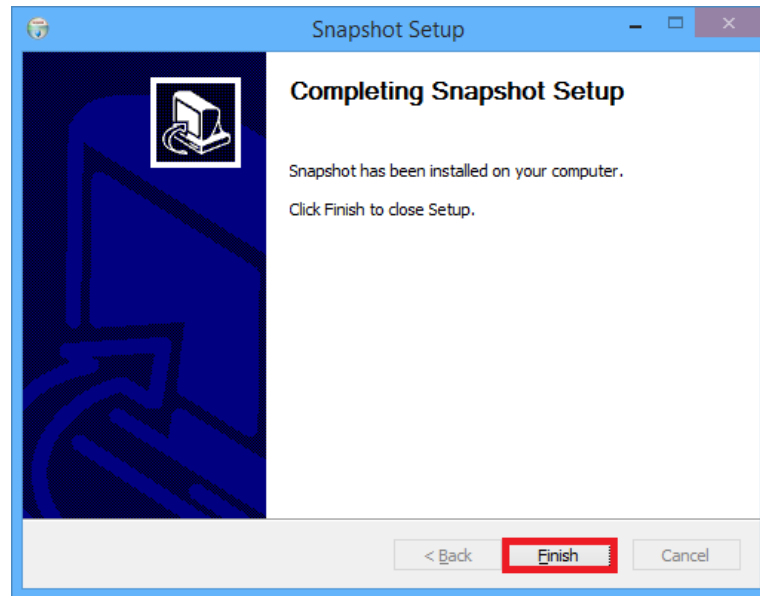 Snapshot Setup
Completing Snapshot Setup
Snapshot has been installed on your computer.
Click Finish to close Setup.
< Back Finish Cancel